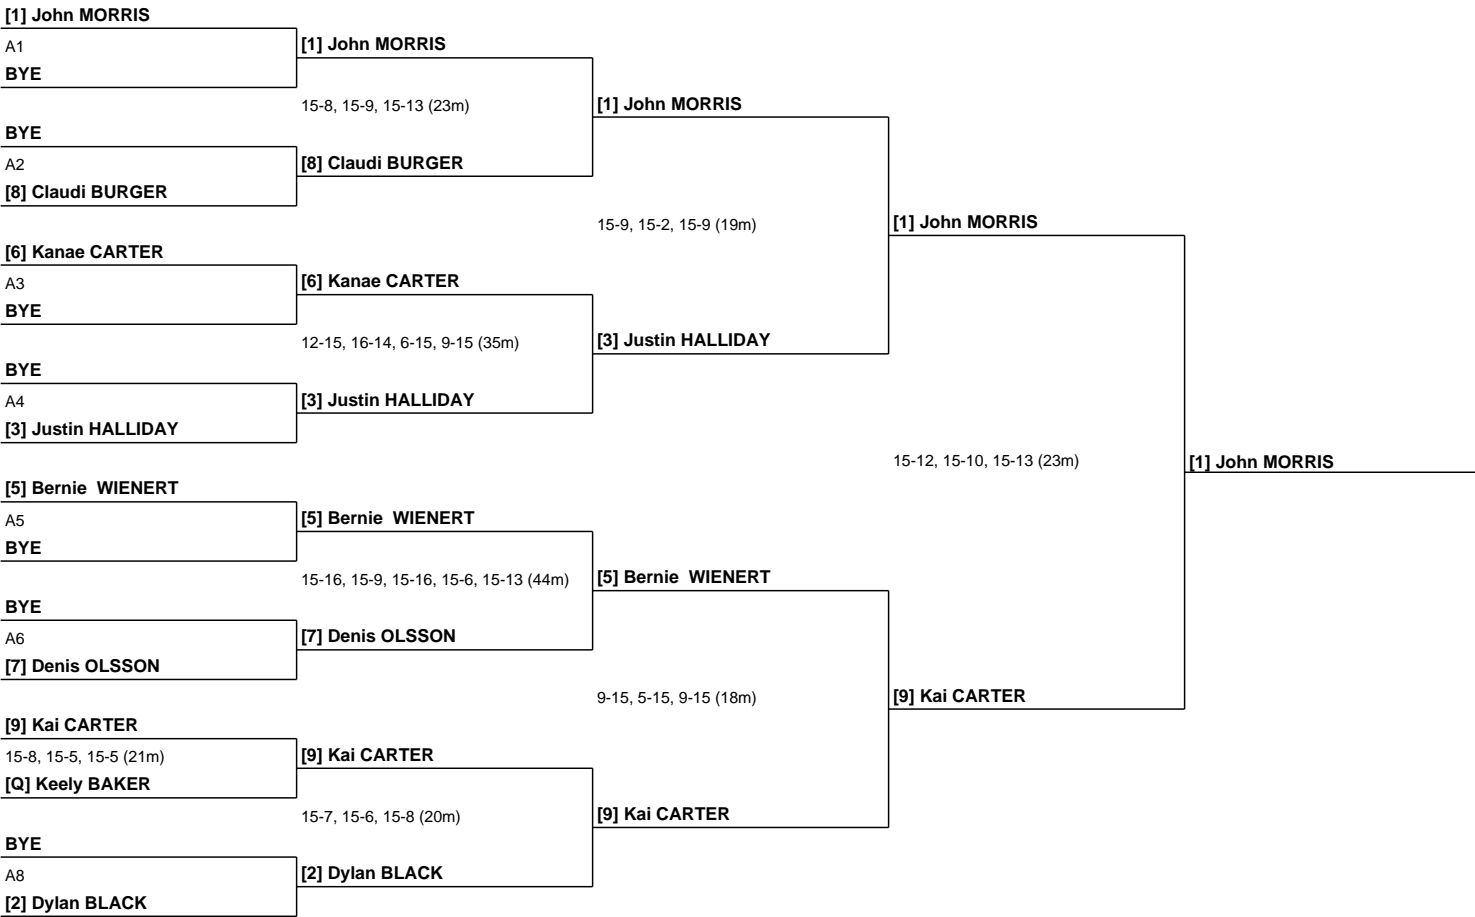 [1] John MORRIS
A1
BYE
BYE
A2
[8] Claudi BURGER
[6] Kanae CARTER
A3
BYE
BYE
A4
[3] Justin HALLIDAY
[5] Bernie  WIENERT
A5
BYE
BYE
A6
[7] Denis OLSSON
[9] Kai CARTER
15-8, 15-5, 15-5 (21m)
[Q] Keely BAKER
BYE
A8
[2] Dylan BLACK
[1] John MORRIS
15-8, 15-9, 15-13 (23m)
[8] Claudi BURGER
[6] Kanae CARTER
12-15, 16-14, 6-15, 9-15 (35m)
[3] Justin HALLIDAY
[5] Bernie  WIENERT
15-16, 15-9, 15-16, 15-6, 15-13 (44m)
[7] Denis OLSSON
[9] Kai CARTER
15-7, 15-6, 15-8 (20m)
[2] Dylan BLACK
[1] John MORRIS
15-9, 15-2, 15-9 (19m)
[3] Justin HALLIDAY
[5] Bernie  WIENERT
9-15, 5-15, 9-15 (18m)
[9] Kai CARTER
[1] John MORRIS
15-12, 15-10, 15-13 (23m)
[9] Kai CARTER
[1] John MORRIS